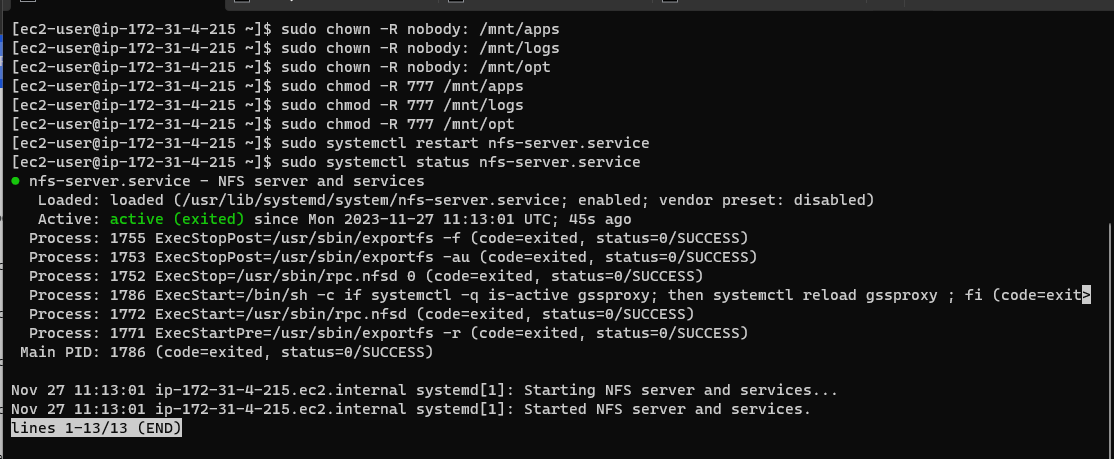 [ec2-user@ip-172-31-4-215 ~]$ sudo chown -R nobody: /mnt/apps
[ec2-user@ip-172-31-4-215 ~]$ sudo chown -R nobody: /mnt/logs
[ec2-user@ip-172-31-4-215 ~]$ sudo chown -R nobody: /mnt/opt
[ec2-user@ip-172-31-4-215 ~]$ sudo chmod -R 777 /mnt/apps
[ec2-user@ip-172-31-4-215 ~]$ sudo chmod -R 777 /mnt/logs
[ec2-user@ip-172-31-4-215 ~]$ sudo chmod -R 777 /mnt/opt
[ec2-user@ip-172-31-4-215 ~]$ sudo systemctl restart nfs-server.service
[ec2-user@ip-172-31-4-215 ~]$ sudo systemctl status nfs-server.service
● nfs-server.service - NFS server and services
   Loaded: loaded (/usr/lib/systemd/system/nfs-server.service; enabled; vendor preset: disabled)
   Active: active (exited) since Mon 2023-11-27 11:13:01 UTC; 45s ago
  Process: 1755 ExecStopPost=/usr/sbin/exportfs -f (code=exited, status=0/SUCCESS)
  Process: 1753 ExecStopPost=/usr/sbin/exportfs -au (code=exited, status=0/SUCCESS)
  Process: 1752 ExecStop=/usr/sbin/rpc.nfsd 0 (code=exited, status=0/SUCCESS)
  Process: 1786 ExecStart=/bin/sh -c if systemctl -q is-active gssproxy; then systemctl reload gssproxy ; fi (code=exit>
  Process: 1772 ExecStart=/usr/sbin/rpc.nfsd (code=exited, status=0/SUCCESS)
  Process: 1771 ExecStartPre=/usr/sbin/exportfs -r (code=exited, status=0/SUCCESS)
 Main PID: 1786 (code=exited, status=0/SUCCESS)

Nov 27 11:13:01 ip-172-31-4-215.ec2.internal systemd[1]: Starting NFS server and services...
Nov 27 11:13:01 ip-172-31-4-215.ec2.internal systemd[1]: Started NFS server and services.
lines 1-13/13 (END)